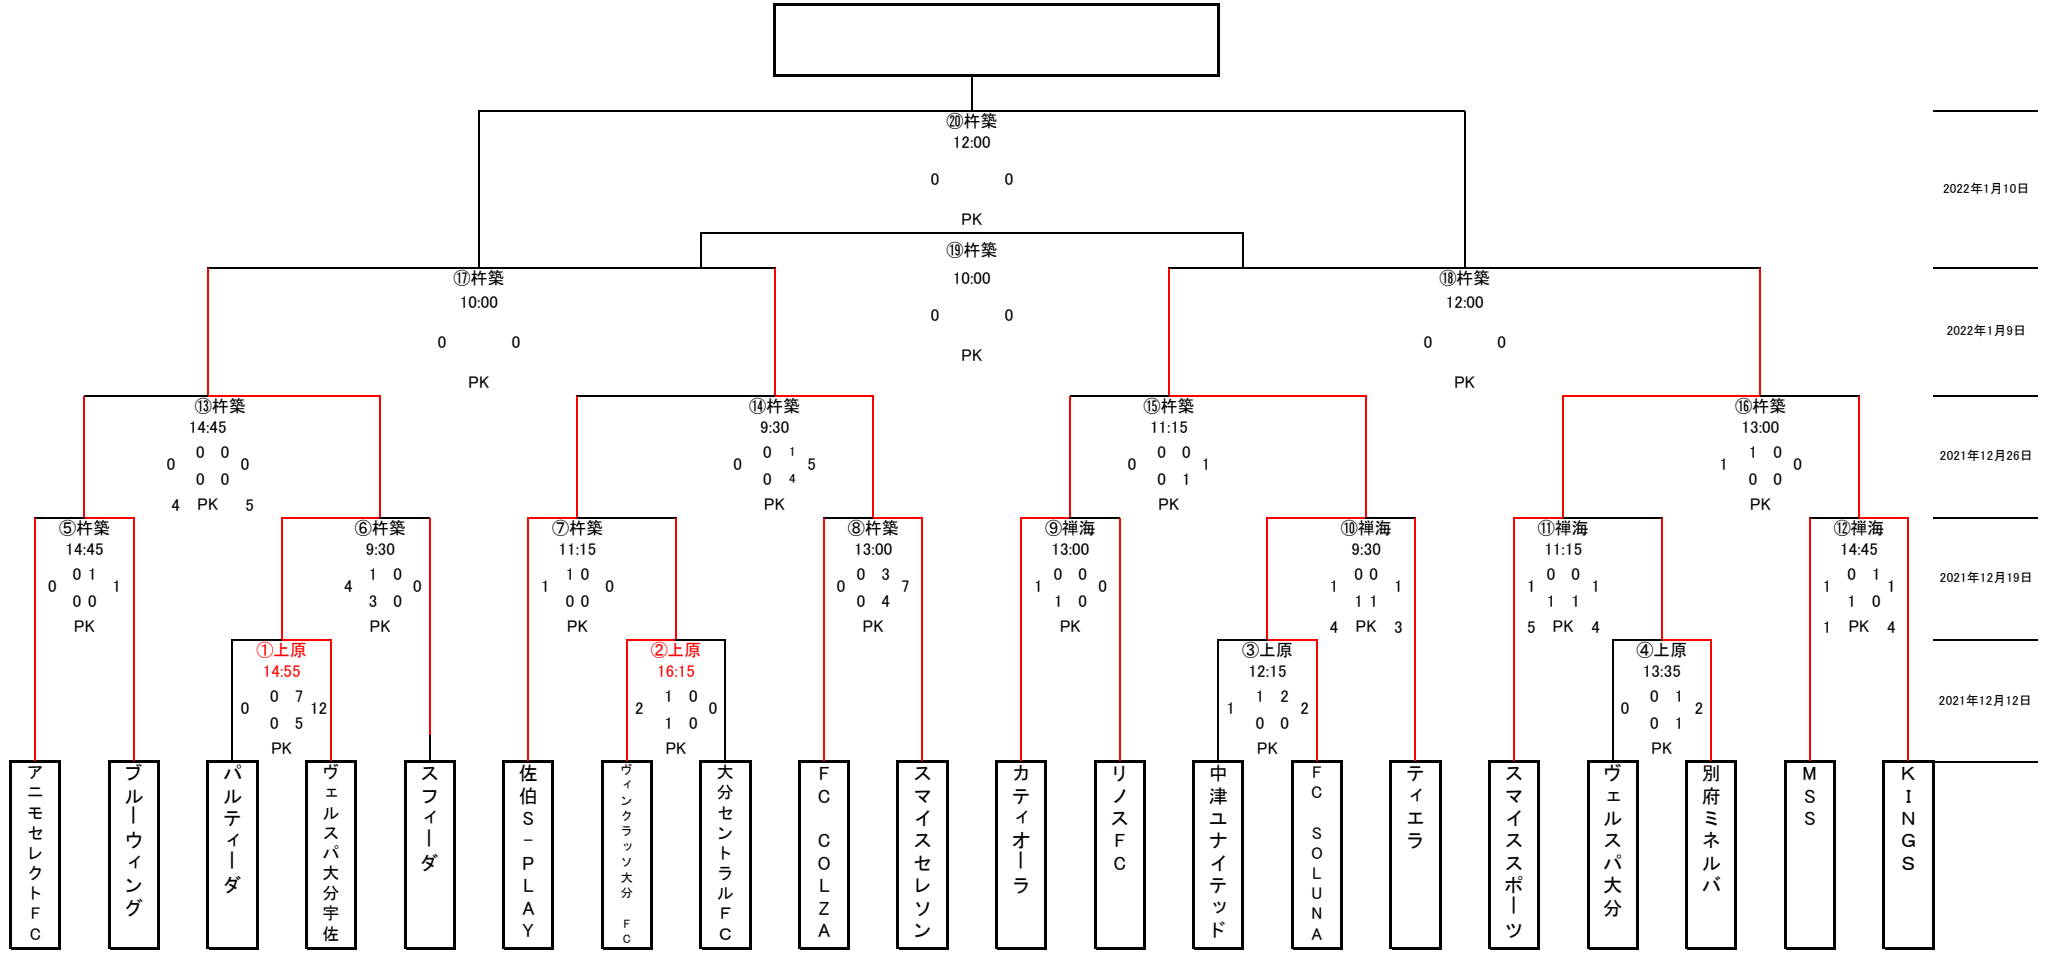 ⑳杵築
12:00
2022年1月10日
0 0
PK
⑲杵築
⑰杵築 10:00 ⑱杵築
10:00 12:00
0 0
2022年1月9日
0 0 0 0
PK
PK PK
⑬杵築 ⑭杵築 ⑮杵築 ⑯杵築
14:45 9:30 11:15 13:00
0 0 0 1 0 0 1 0
0 0 0 5 0 1 1 0 2021年12月26日
0 0 0 4 0 1 0 0
4 PK 5 PK PK PK
⑤杵築 ⑥杵築 ⑦杵築 ⑧杵築 ⑨禅海 ⑩禅海 ⑪禅海 ⑫禅海
14:45 9:30 11:15 13:00 13:00 9:30 11:15 14:45
0 1 1 0 1 0 0 3 0 0 0 0 0 0 0 1
0 1 4 0 1 0 0 7 1 0 1 1 1 1 1 1 2021年12月19日
0 0 3 0 0 0 0 4 1 0 1 1 1 1 1 0
PK PK PK PK PK 4 PK 3 5 PK 4 1 PK 4
①上原 ②上原 ③上原 ④上原
14:55 16:15 12:15 13:35
0 7 1 0 1 2 0 1
0 12 2 0 1 2 0 2 2021年12月12日
0 5 1 0 0 0 0 1
PK PK PK PK
アニモセレクトFC
ブルーウィング
パルティーダ
ヴェルスパ大分宇佐
スフィーダ
佐伯S-PLAY
ヴィンクラッソ大分 FC
大分セントラルFC
FC COLZA
スマイスセレソン
カティオーラ
リノスFC
中津ユナイテッド
FC SOLUNA
ティエラ
スマイススポーツ
ヴェルスパ大分
別府ミネルバ
MSS
KINGS